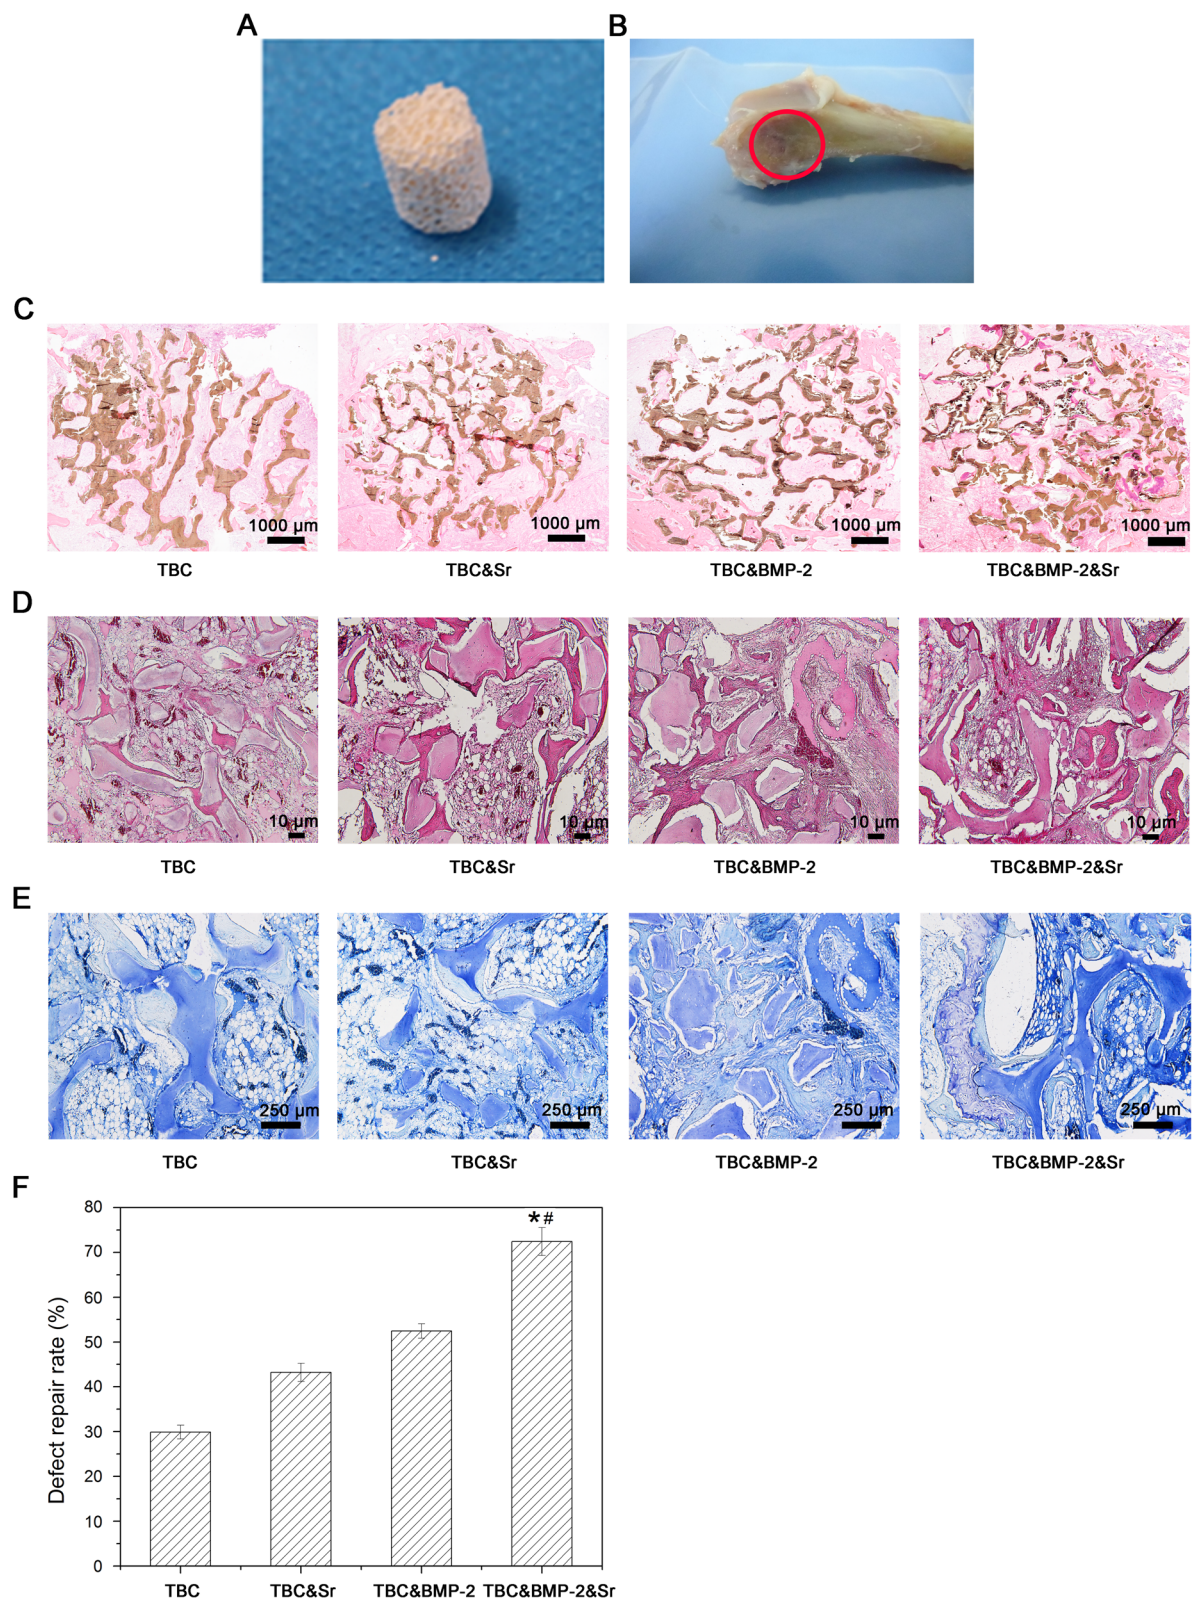 A
B
C
1000 μm
1000 μm
1000 μm
1000 μm
TBC
TBC&Sr
TBC&BMP-2
TBC&BMP-2&Sr
D
10 μm
10 μm
10 μm
10 μm
TBC
TBC&Sr
TBC&BMP-2
TBC&BMP-2&Sr
E
250 μm
250 μm
250 μm
250 μm
TBC
TBC&Sr
TBC&BMP-2
TBC&BMP-2&Sr
F
Defect repair rate (%)
80
70
60
50
40
30
20
10
0
*#
TBC
TBC&Sr
TBC&BMP-2
TBC&BMP-2&Sr